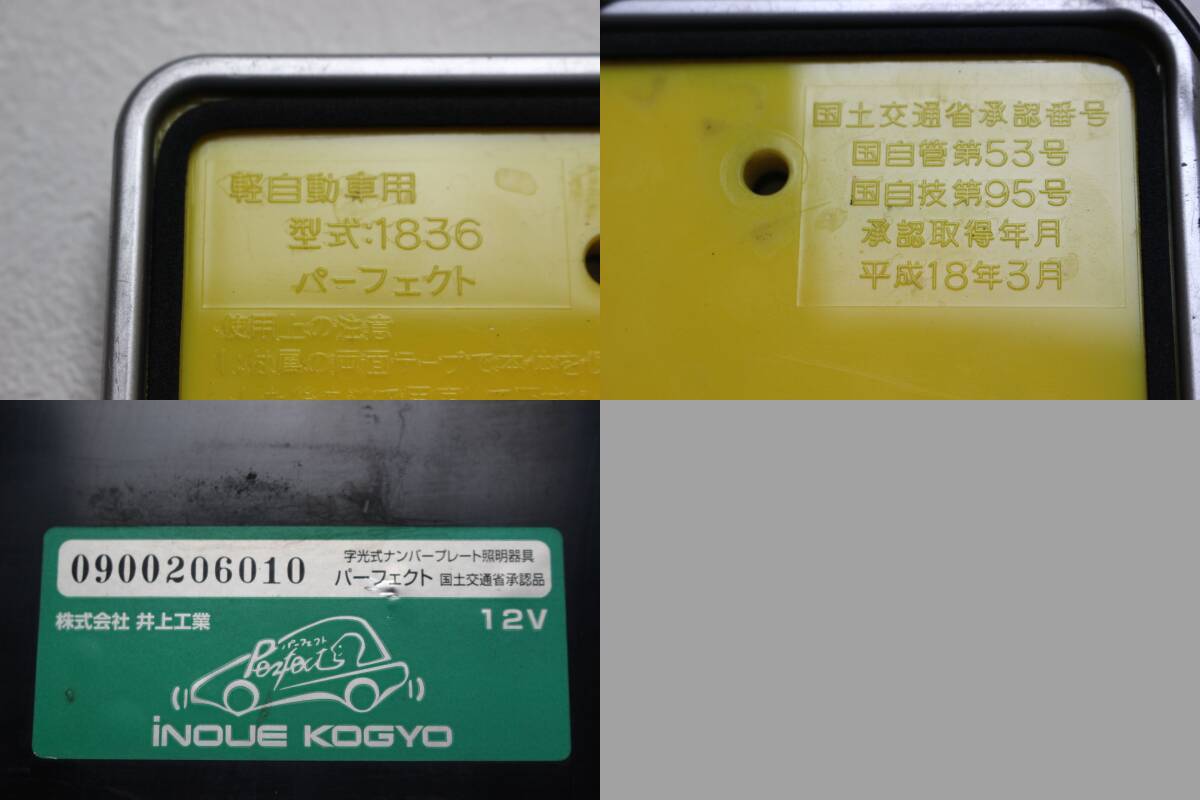 軽自動車用
型式:1836
パーフェクト
使用上の注意
国土交通省承認番号
国自管第53号
国自技第95号
承認取得年月
平成18年3月
0900206010
字光式ナンバープレート照明器具
パーフェクト 国土交通省承認品
株式会社 井上工業
12V
パーフェクト
Perfect
iNOUE KOGYO